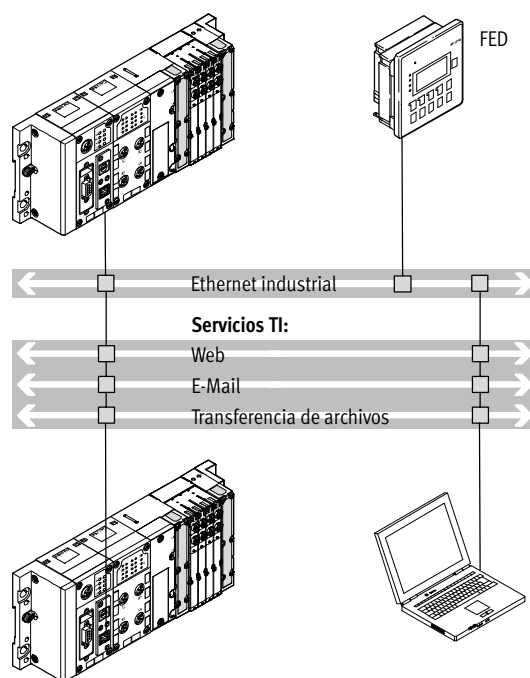 FED
Ethernet industrial
Servicios TI:
Web
E-Mail
Transferencia de archivos